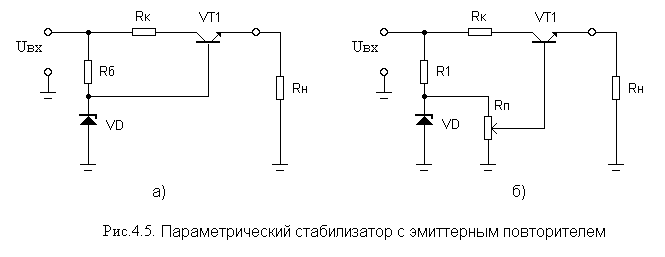 Rк VT1
Uвх
Rб
Rн
VD
а)
Rк VT1
Uвх
R1
Rп
Rн
VD
б)
Рис.4.5. Параметрический стабилизатор с эмиттерным повторителем